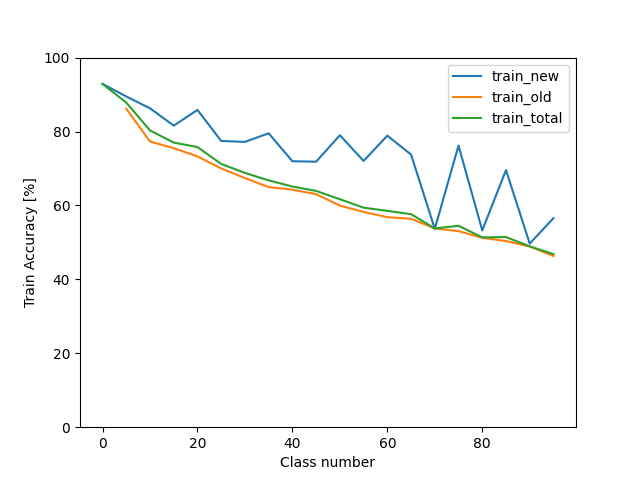 100
80
60
40
20
0
Train Accuracy [%]
train_new
train_old
train_total
0 20 40 60 80
Class number